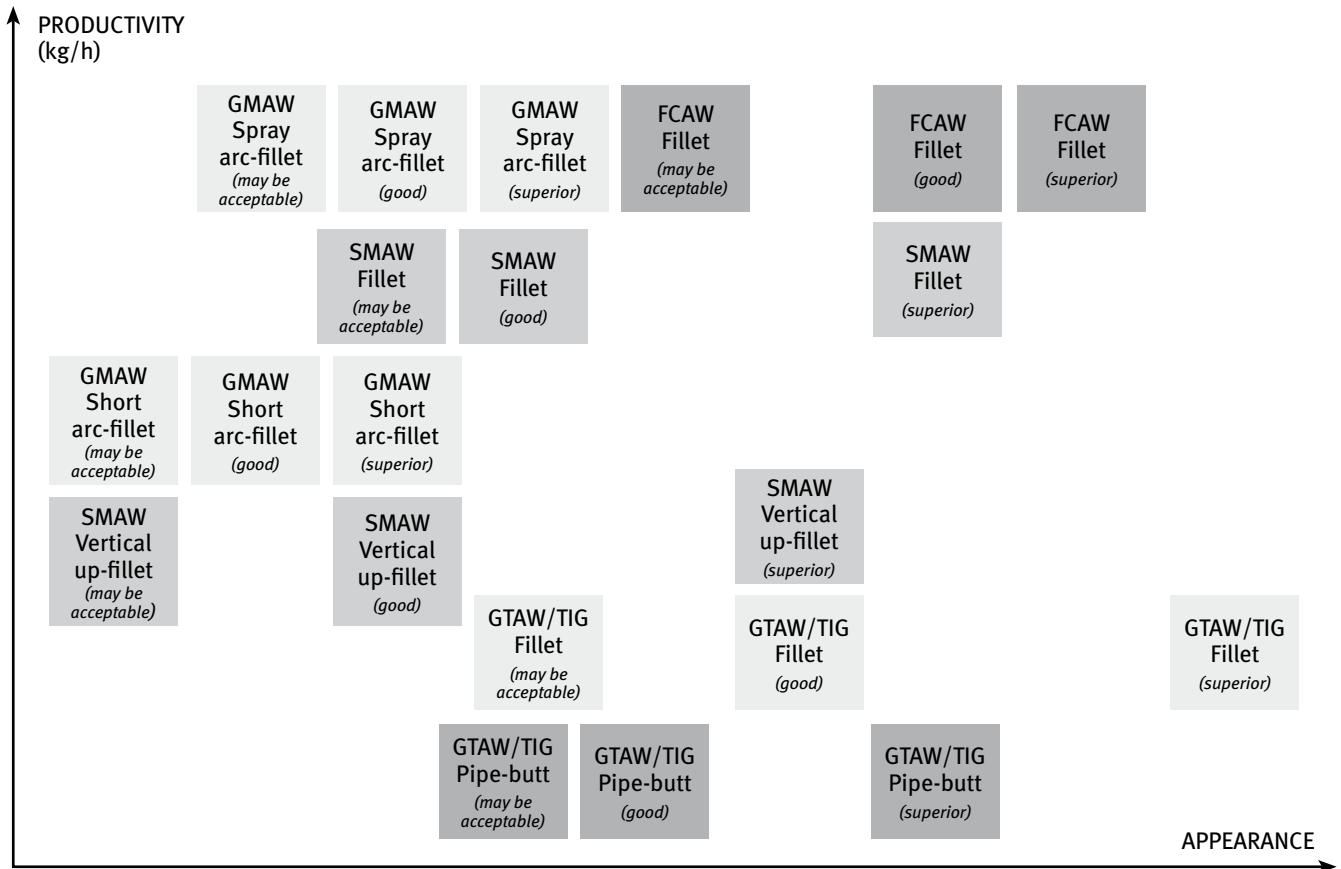 PRODUCTIVITY
(kg/h)
GMAW
Spray
arc-fillet
(may be
acceptable)
GMAW
Spray
arc-fillet
(good)
GMAW
Spray
arc-fillet
(superior)
FCAW
Fillet
(may be
acceptable)
FCAW
Fillet
(good)
FCAW
Fillet
(superior)
SMAW
Fillet
(may be
acceptable)
SMAW
Fillet
(good)
SMAW
Fillet
(superior)
GMAW
Short
arc-fillet
(may be
acceptable)
GMAW
Short
arc-fillet
(good)
GMAW
Short
arc-fillet
(superior)
SMAW
Vertical
up-fillet
(may be
acceptable)
SMAW
Vertical
up-fillet
(good)
SMAW
Vertical
up-fillet
(superior)
GTAW/TIG
Fillet
(may be
acceptable)
GTAW/TIG
Fillet
(good)
GTAW/TIG
Fillet
(superior)
GTAW/TIG
Pipe-butt
(may be
acceptable)
GTAW/TIG
Pipe-butt
(good)
GTAW/TIG
Pipe-butt
(superior)
APPEARANCE